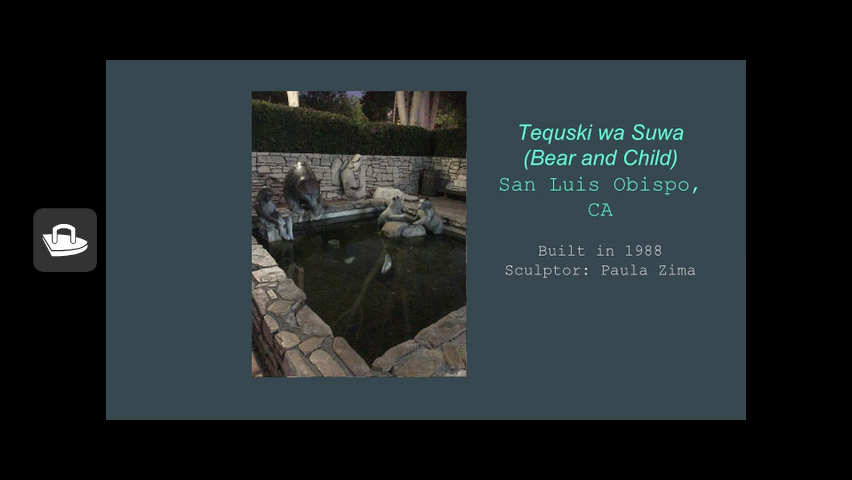 Tequski wa Suwa
(Bear and Child)
San Luis Obispo,
CA
Built in 1988
Sculptor: Paula Zima